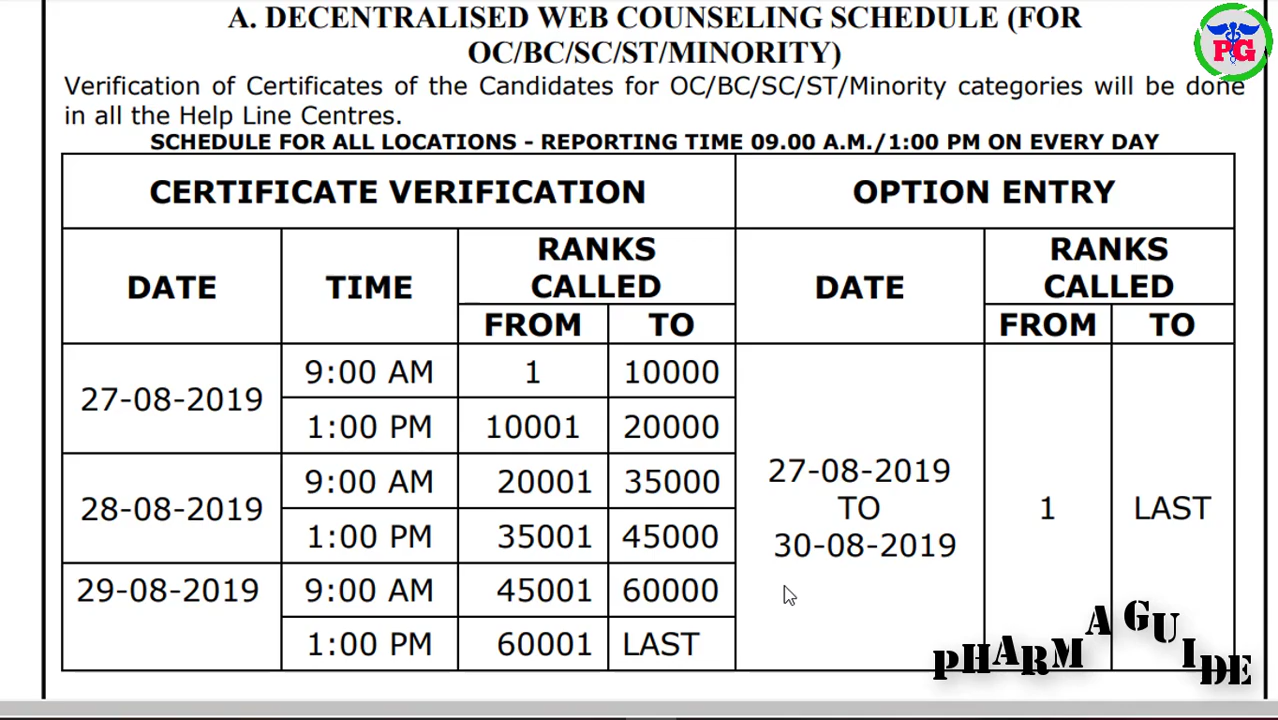 A. DECENTRALISED WEB COUNSELING SCHEDULE (FOR
OC/BC/SC/ST/MINORITY)
PG
Verification of Certificates of the Candidates for OC/BC/SC/ST/Minority categories will be done
in all the Help Line Centres.
SCHEDULE FOR ALL LOCATIONS - REPORTING TIME 09.00 A.M./1:00 PM ON EVERY DAY
CERTIFICATE VERIFICATION OPTION ENTRY
DATE TIME RANKS CALLED DATE RANKS CALLED
FROM TO FROM TO
27-08-2019 9:00 AM 1 10000
1:00 PM 10001 20000
28-08-2019 9:00 AM 20001 35000
1:00 PM 35001 45000
29-08-2019 9:00 AM 45001 60000
1:00 PM 60001 LAST
27-08-2019
TO
30-08-2019
1 LAST
PHARMA GUIDE